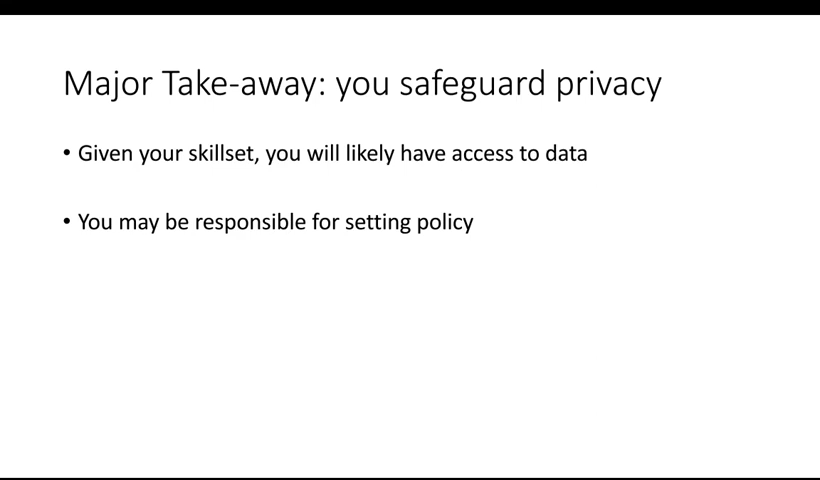 Major Take-away: you safeguard privacy
• Given your skillset, you will likely have access to data
• You may be responsible for setting policy